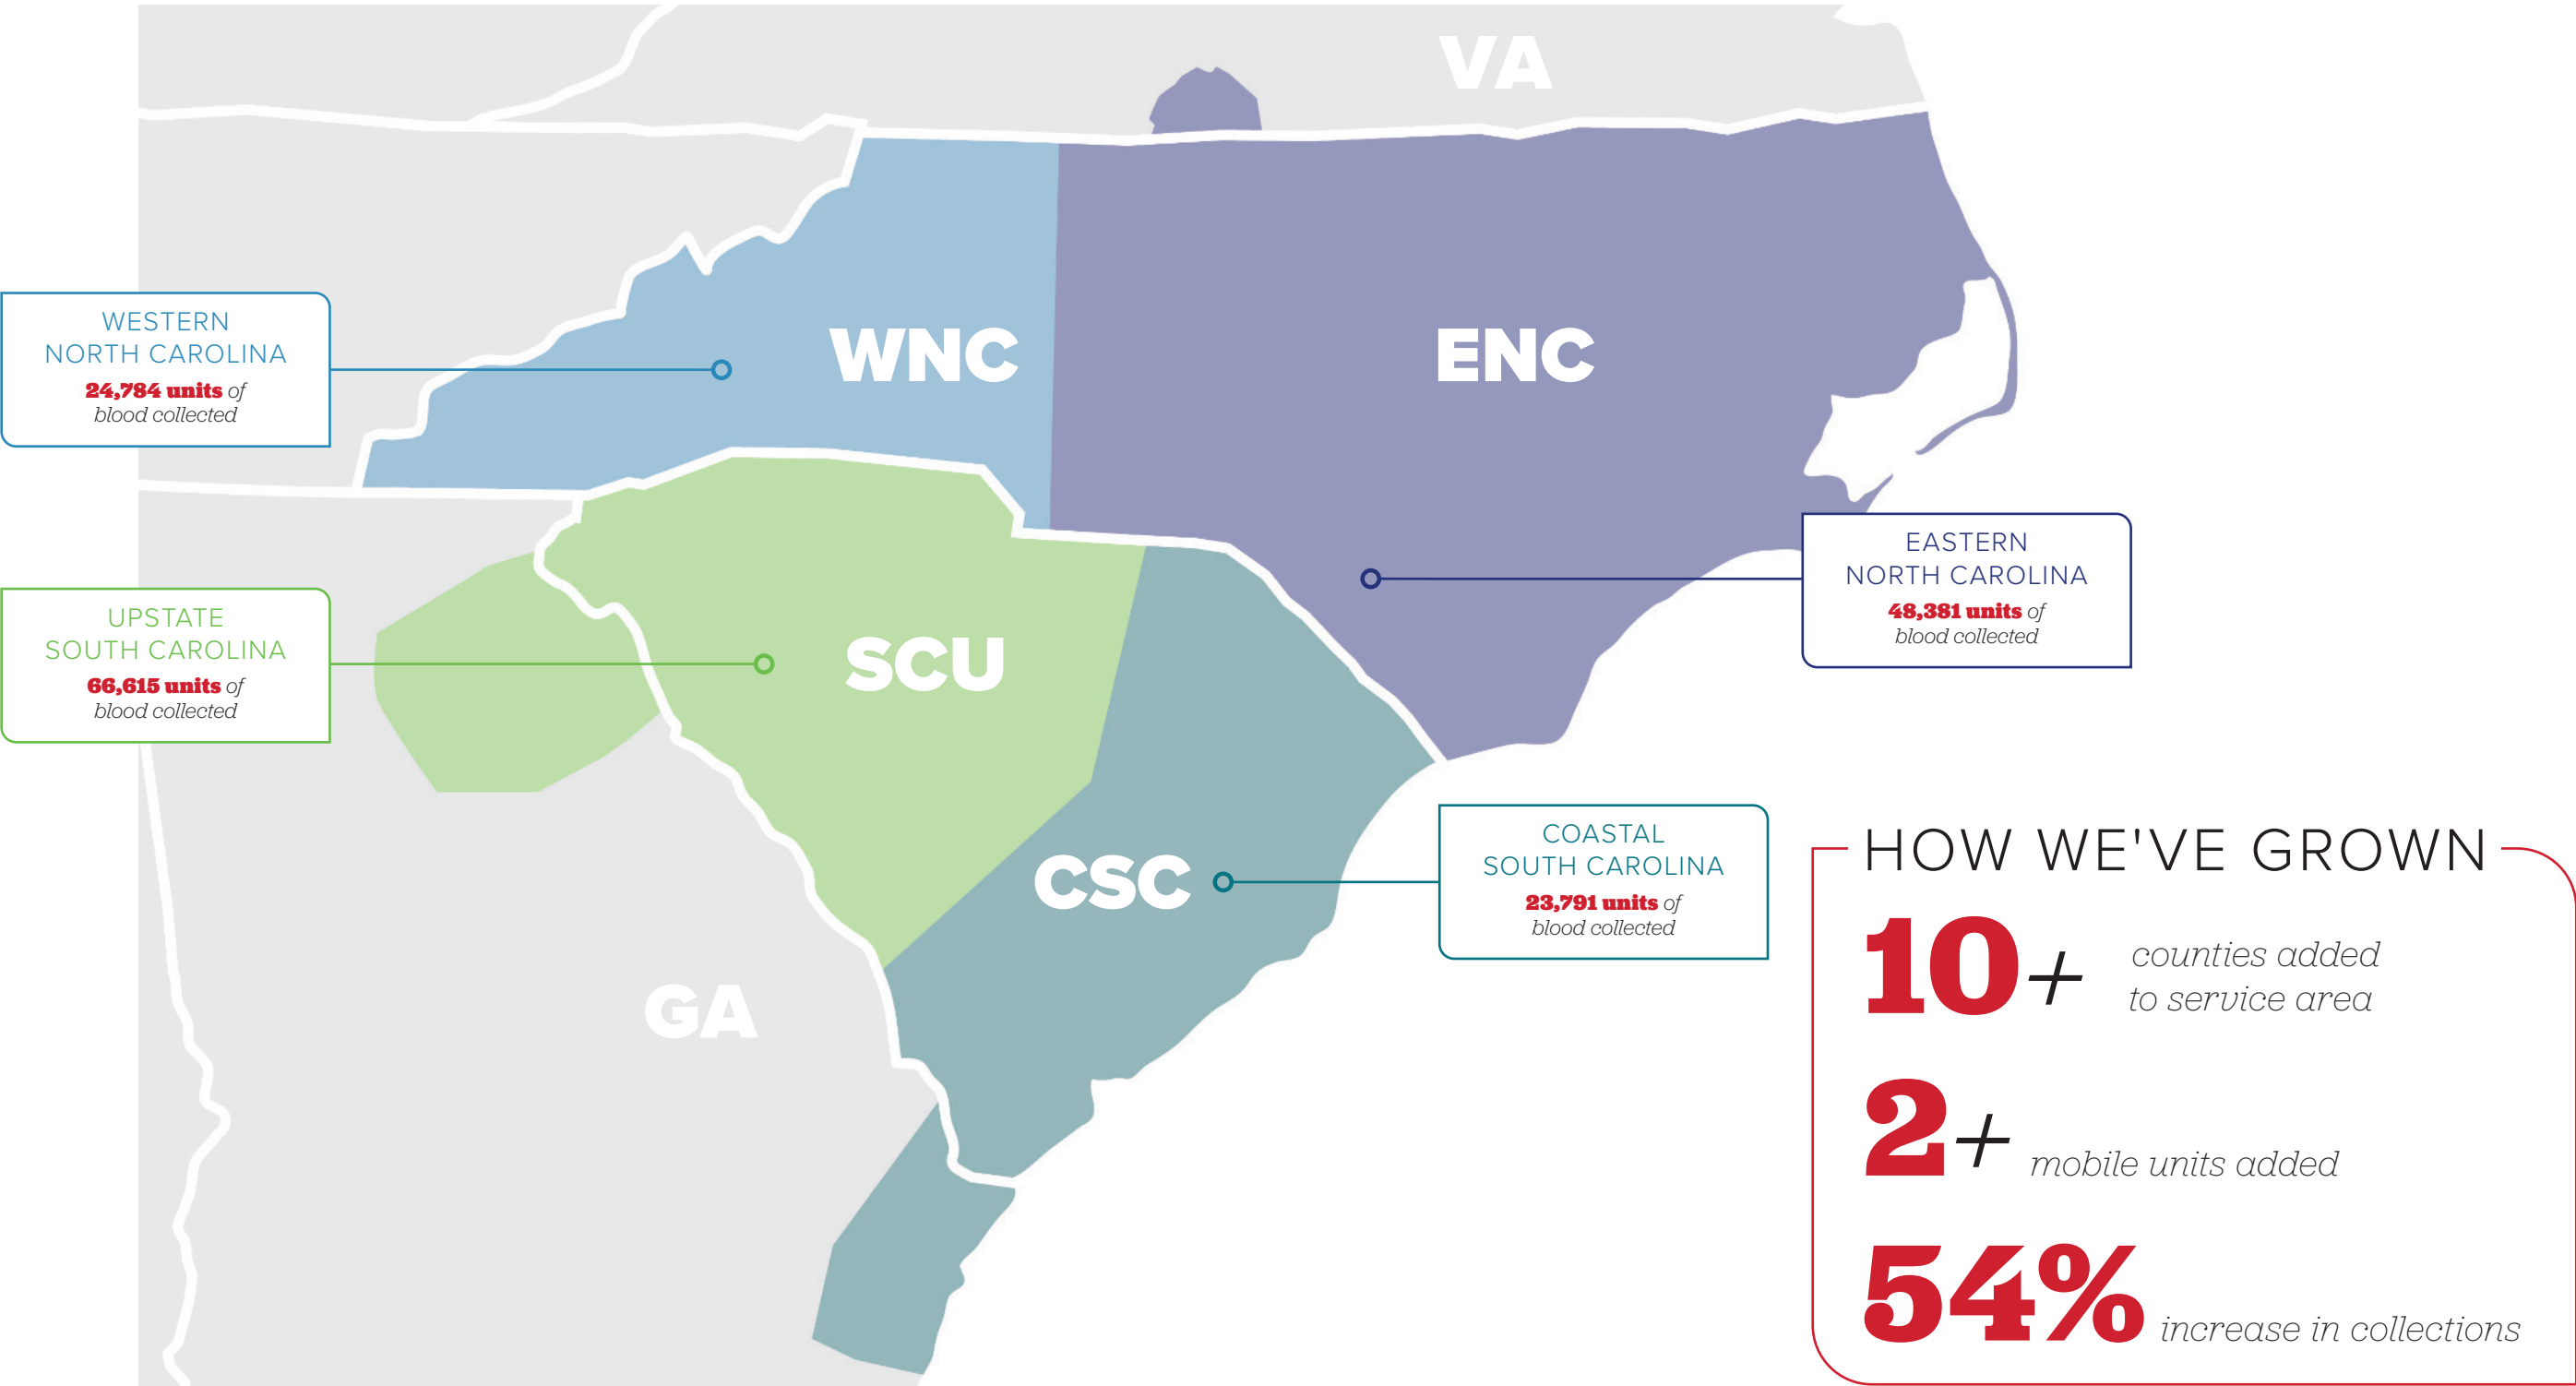 VA
WNC
ENC
WESTERN
NORTH CAROLINA
24,784 units of
blood collected
EASTERN
NORTH CAROLINA
48,381 units of
blood collected
UPSTATE
SOUTH CAROLINA
66,615 units of
blood collected
SCU
CSC
COASTAL
SOUTH CAROLINA
23,791 units of
blood collected
GA
HOW WE'VE GROWN
10+ counties added
to service area
2+ mobile units added
54% increase in collections